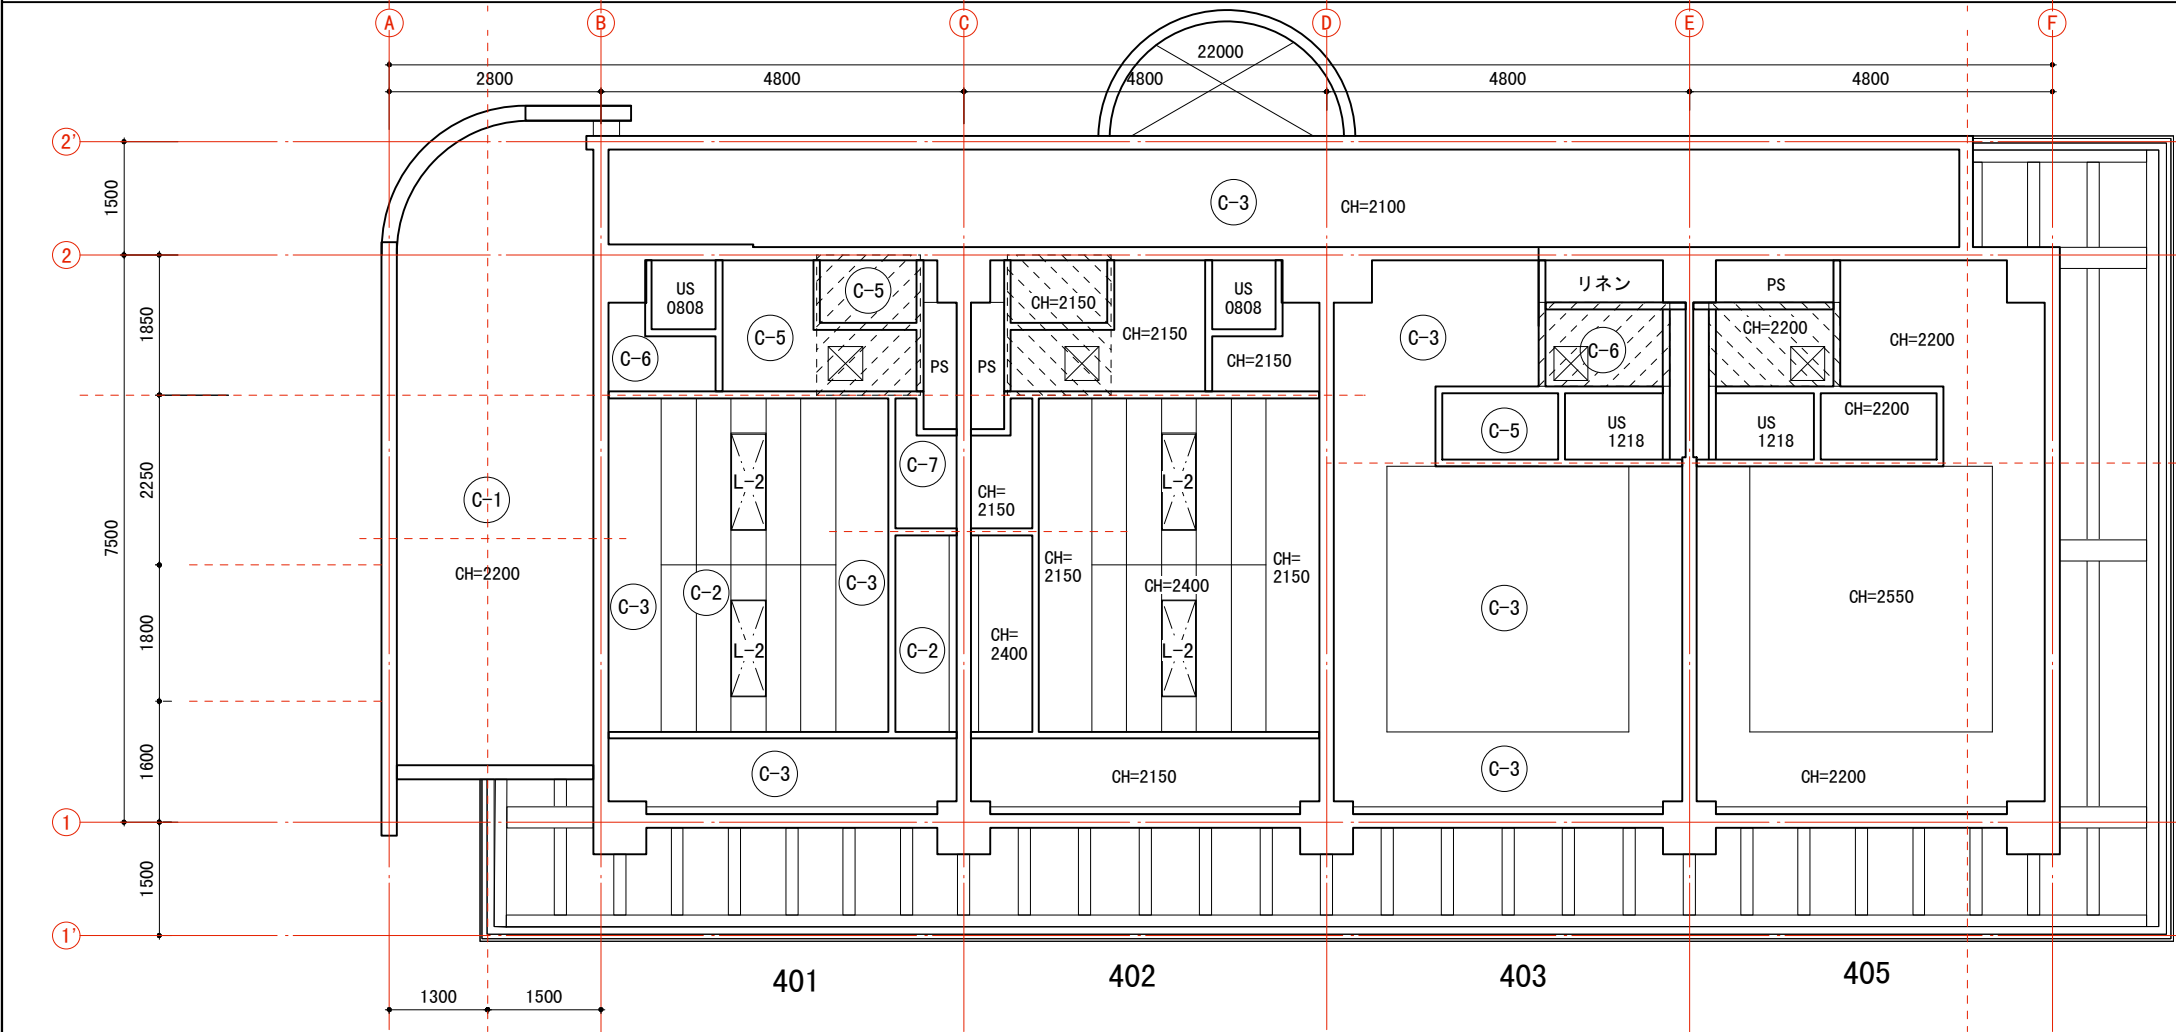 A B C D E F
22000
2800 4800 4800 4800 4800
2'
1500
C-3 CH=2100
2
US
0808
C-5
CH=2150
US
0808
リネン
PS
1850
C-6
C-5
PS
PS
CH=2150
CH=2150
C-3
C-6
CH=2200
CH=2200
2250
7500
C-1
CH=2200
L-2
C-7
CH=
2150
L-2
C-5
US
1218
US
1218
CH=2200
1800
C-3
C-2
C-3
L-2
C-2
CH=
2400
CH=
2150
CH=2400
CH=
2150
L-2
C-3
CH=2550
1600
C-3
CH=2150
C-3
CH=2200
1
1500
1'
401 402 403 405
1300 1500